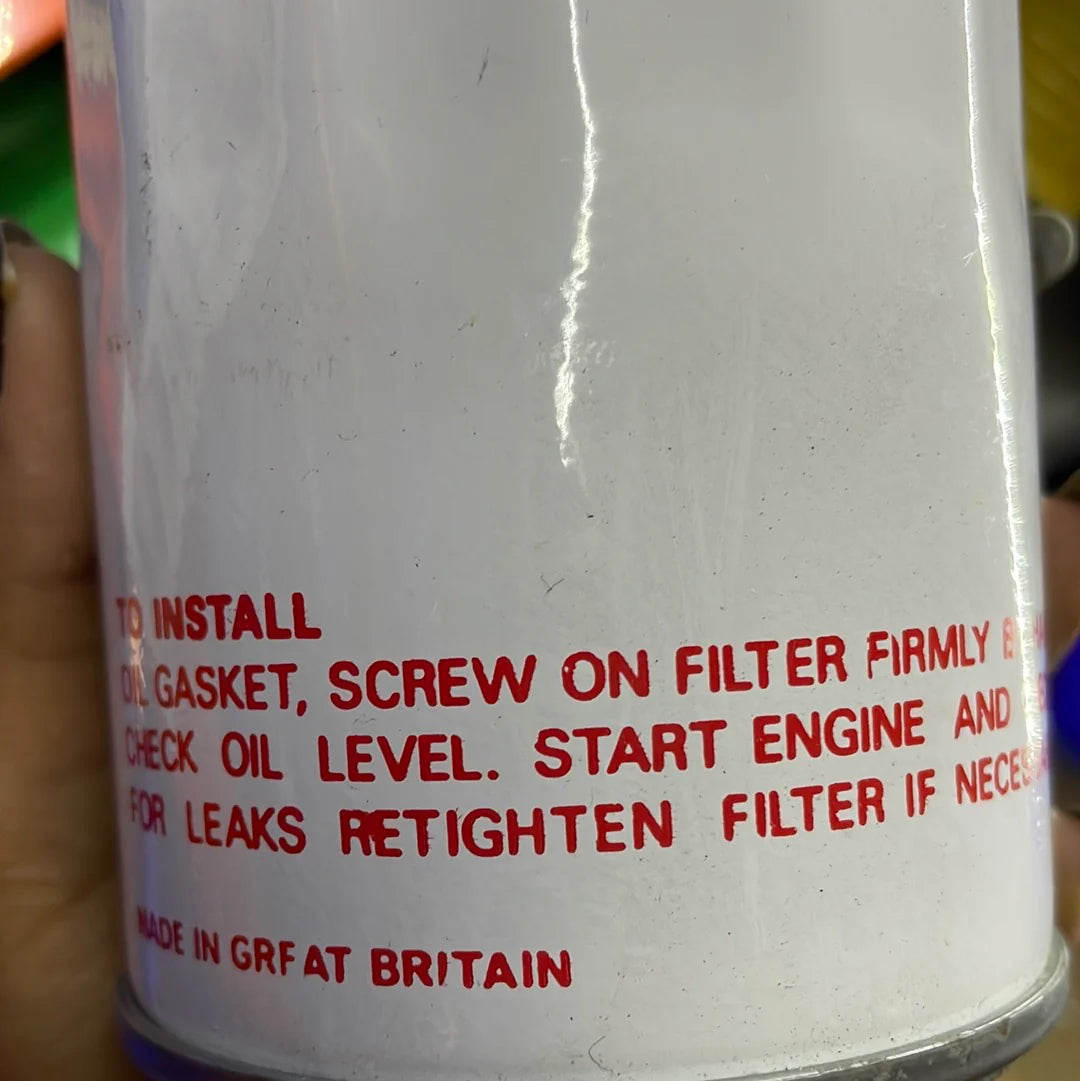 TO INSTALL
OIL GASKET, SCREW ON FILTER FIRMLY
CHECK OIL LEVEL. START ENGINE AND
FOR LEAKS RETIGHTEN FILTER IF
MADE IN GREAT BRITAIN